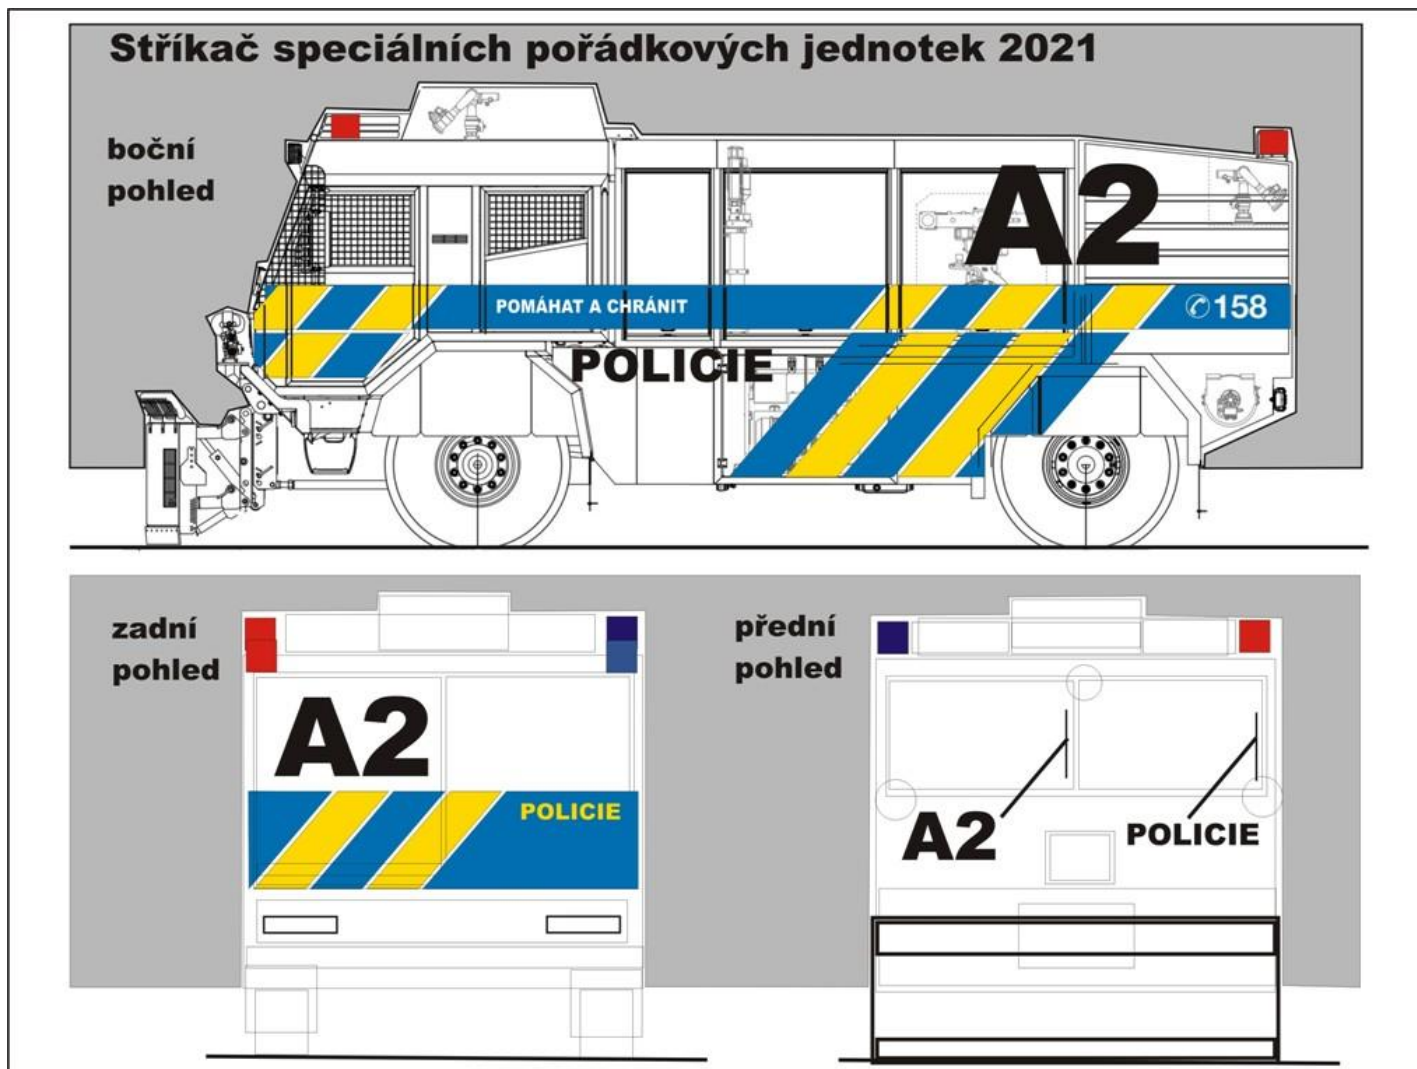 Stříkač speciálních pořádkových jednotek 2021
boční
pohled
A2
POMÁHAT A CHRÁNIT
158
POLICIE
zadní
pohled
A2
POLICIE
přední
pohled
A2
POLICIE